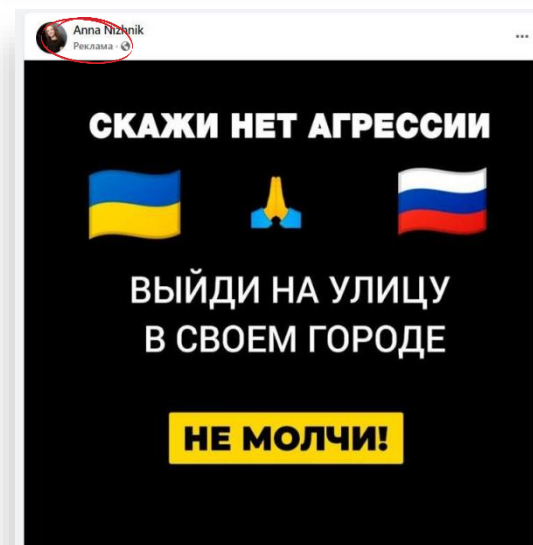 Anna Nizhnik
Реклама ·
СКАЖИ НЕТ АГРЕССИИ
ВЫЙДИ НА УЛИЦУ
В СВОЕМ ГОРОДЕ
НЕ МОЛЧИ!